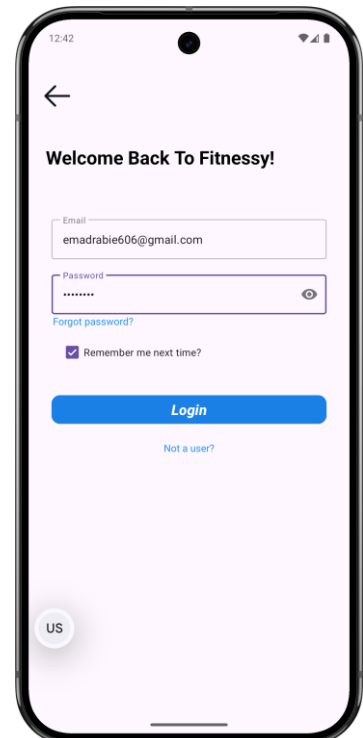 12:42
Welcome Back To Fitnessy!
Email
emadrabie606@gmail.com
Password
••••••••
Forgot password?
Remember me next time?
Login
Not a user?
US